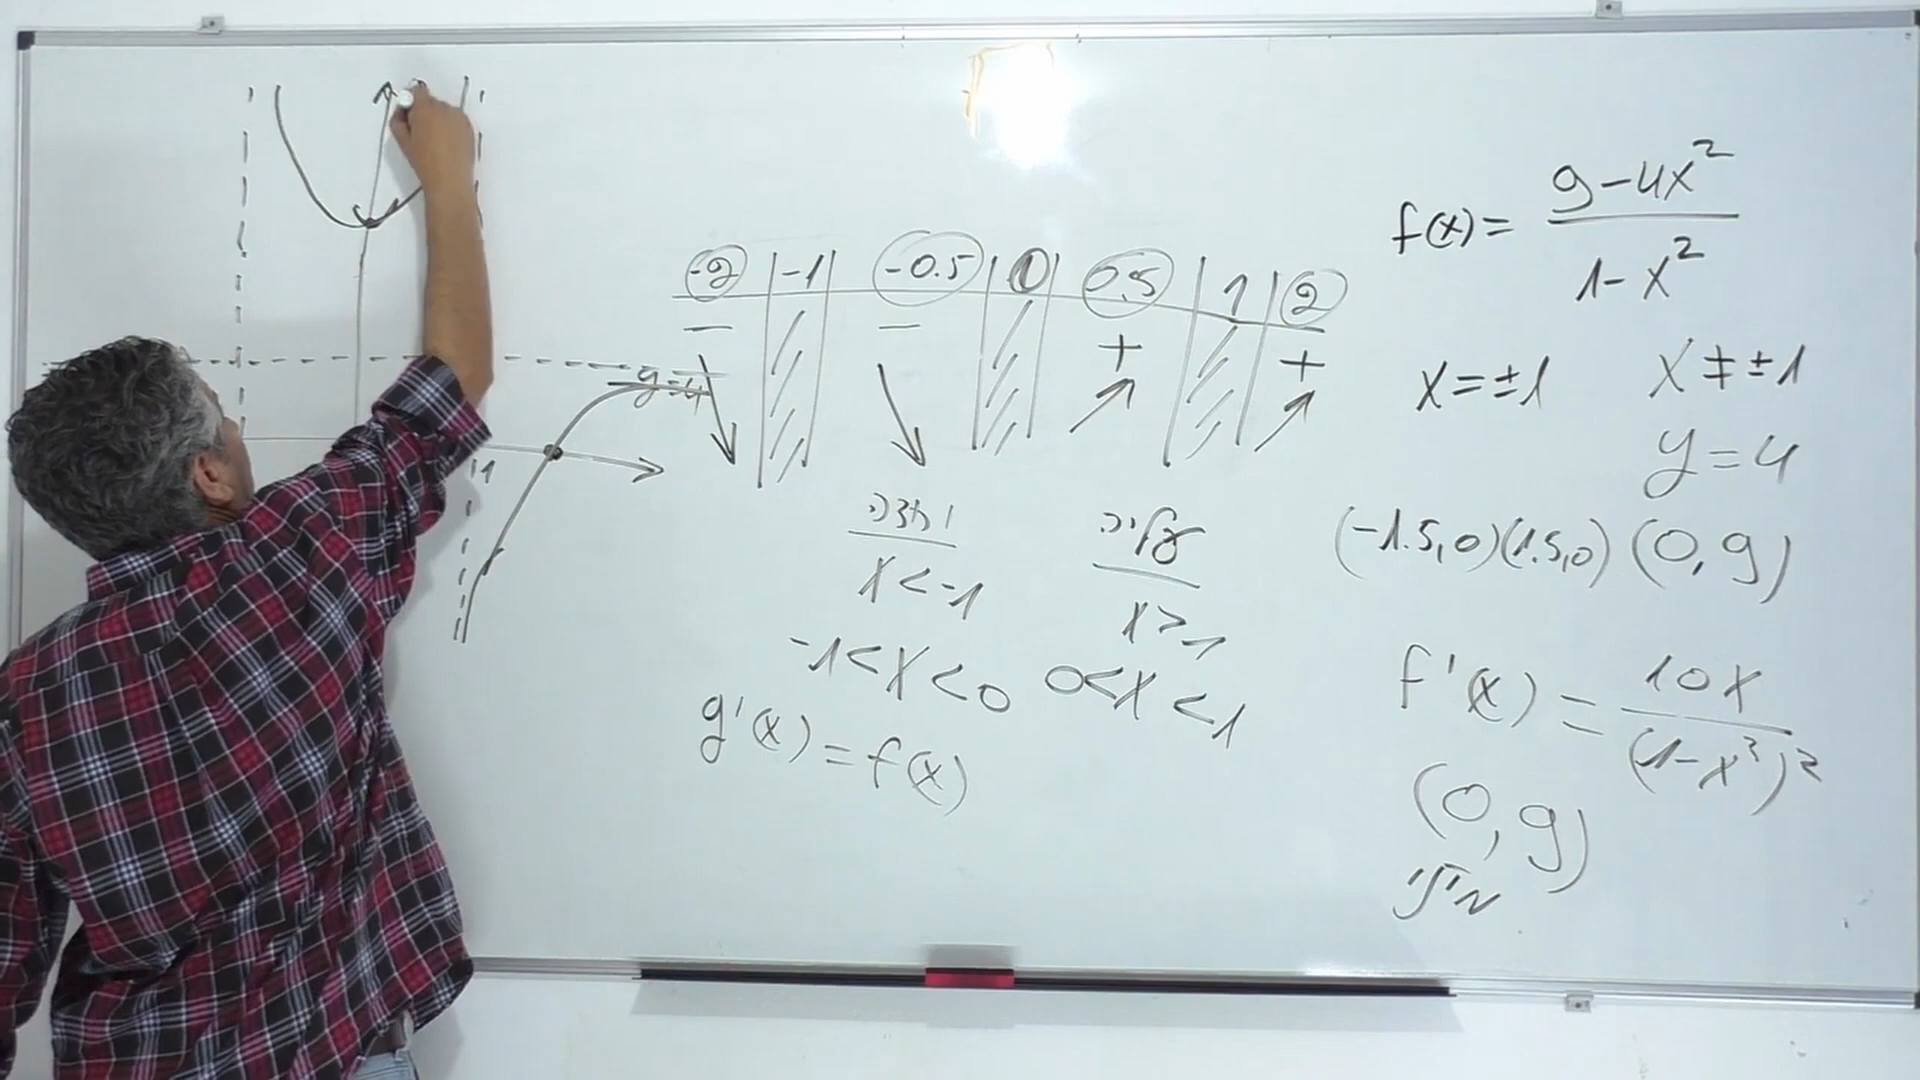 f(x) = (9-4x²)/(1-x²)
x = ±1
x ≠ ±1
y = 4
(-1.5,0)(1.5,0) (0,9)
f'(x) = 10x/(1-x²)²
(0,9)
-2 | -1 | -0.5 | 0 | 0.5 | 1 | 2
- - + +
x < -1
x > 1
-1 < x < 0
0 < x < 1
g'(x) = f(x)
y=4
1